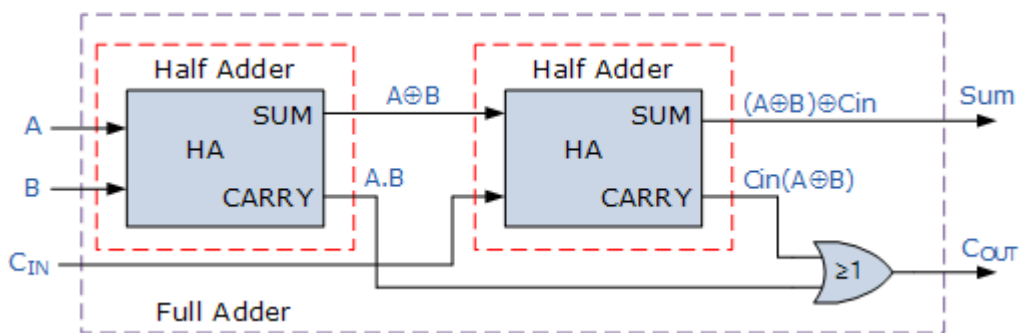 Half Adder
Half Adder
A⊕B
(A⊕B)⊕Cin
Sum
SUM
SUM
A
HA
HA
B
A.B
Cin(A⊕B)
CARRY
CARRY
CIN
COUT
≥1
Full Adder